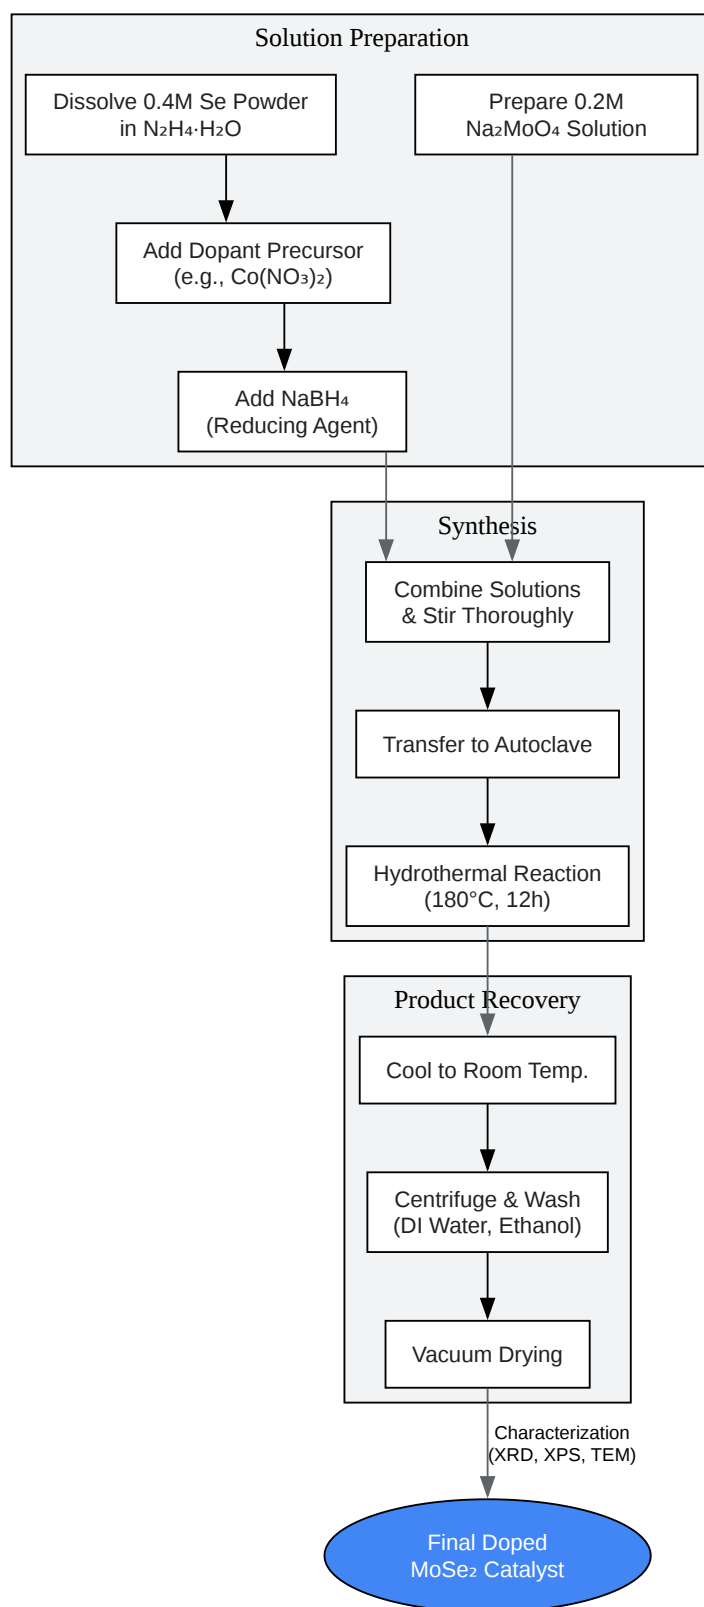 Solution Preparation
Dissolve 0.4M Se Powder
in N₂H₄·H₂O
Prepare 0.2M
Na₂MoO₄ Solution
Add Dopant Precursor
(e.g., Co(NO₃)₂)
Add NaBH₄
(Reducing Agent)
Synthesis
Combine Solutions
& Stir Thoroughly
Transfer to Autoclave
Hydrothermal Reaction
(180°C, 12h)
Product Recovery
Cool to Room Temp.
Centrifuge & Wash
(DI Water, Ethanol)
Vacuum Drying
Characterization
(XRD, XPS, TEM)
Final Doped
MoSe₂ Catalyst